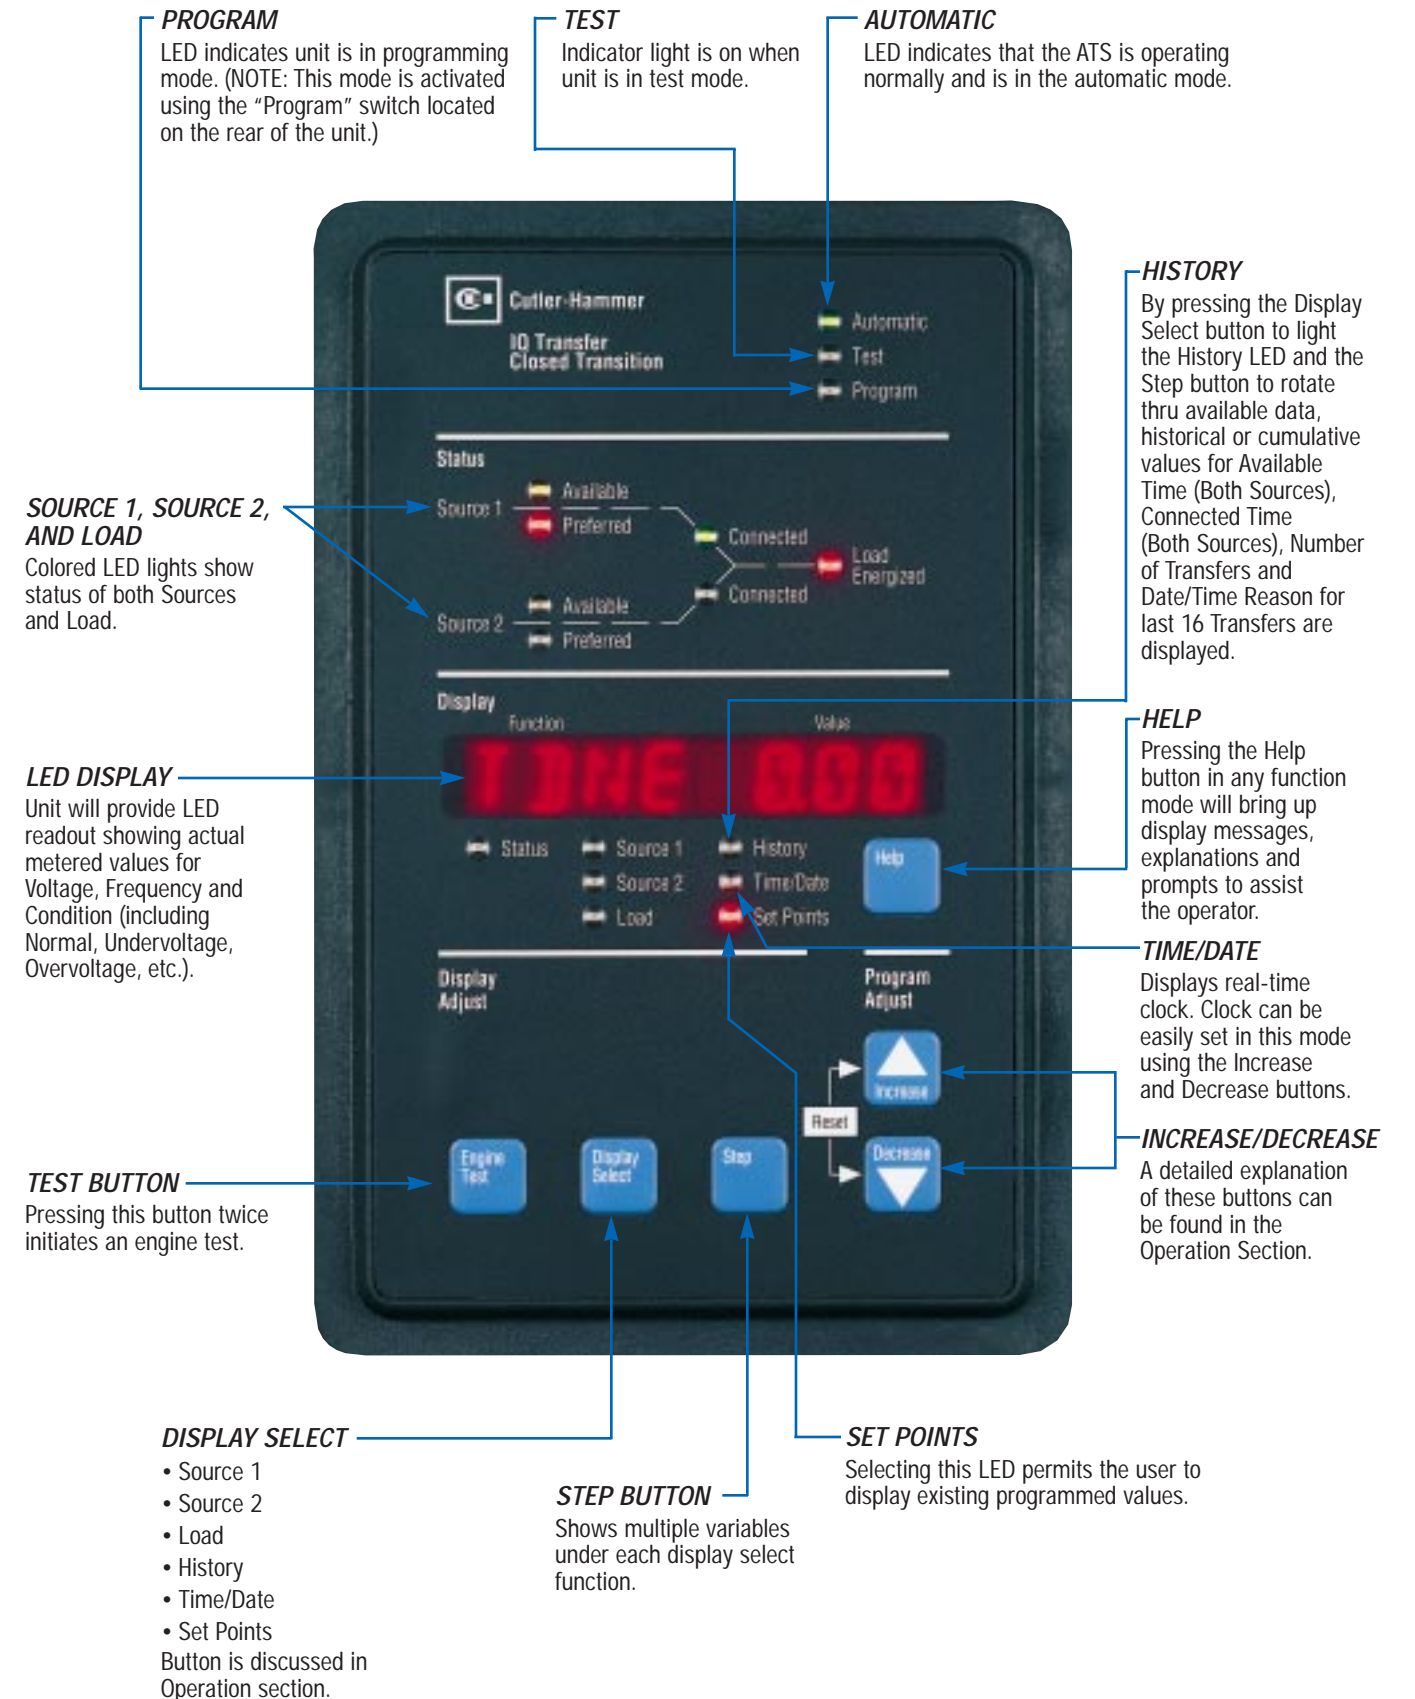 PROGRAM
LED indicates unit is in programming
mode. (NOTE: This mode is activated
using the “Program” switch located
on the rear of the unit.)
TEST
Indicator light is on when
unit is in test mode.
AUTOMATIC
LED indicates that the ATS is operating
normally and is in the automatic mode.
Cutler-Hammer
IQ Transfer
Closed Transition
Automatic
Test
Program
HISTORY
By pressing the Display
Select button to light
the History LED and the
Step button to rotate
thru available data,
historical or cumulative
values for Available
Time (Both Sources),
Connected Time
(Both Sources), Number
of Transfers and
Date/Time Reason for
last 16 Transfers are
displayed.
Status
Source 1
Available
Preferred
Connected
Load
Energized
Connected
Source 2
Available
Preferred
SOURCE 1, SOURCE 2,
AND LOAD
Colored LED lights show
status of both Sources
and Load.
Display
Function
Value
TDNE 0.00
Status
Source 1
Source 2
Load
History
Time/Date
Set Points
Help
LED DISPLAY
Unit will provide LED
readout showing actual
metered values for
Voltage, Frequency and
Condition (including
Normal, Undervoltage,
Overvoltage, etc.).
HELP
Pressing the Help
button in any function
mode will bring up
display messages,
explanations and
prompts to assist
the operator.
TIME/DATE
Displays real-time
clock. Clock can be
easily set in this mode
using the Increase
and Decrease buttons.
Display
Adjust
Program
Adjust
Increase
Reset
Decrease
Engine
Test
Display
Select
Step
INCREASE/DECREASE
A detailed explanation
of these buttons can
be found in the
Operation Section.
TEST BUTTON
Pressing this button twice
initiates an engine test.
DISPLAY SELECT
• Source 1
• Source 2
• Load
• History
• Time/Date
• Set Points
Button is discussed in
Operation section.
STEP BUTTON
Shows multiple variables
under each display select
function.
SET POINTS
Selecting this LED permits the user to
display existing programmed values.